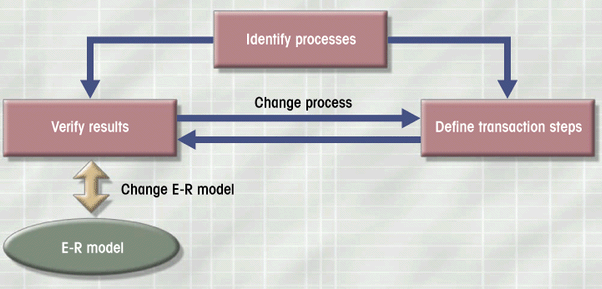 Identify processes
Change process
Verify results
Define transaction steps
Change E-R model
E-R model